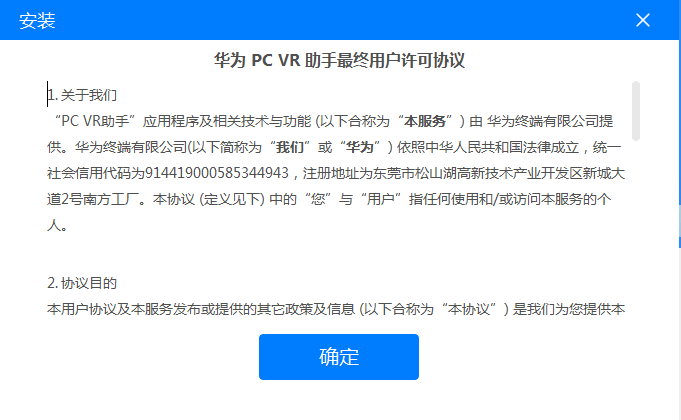 安装
华为 PC VR 助手最终用户许可协议
1. 关于我们
“PC VR助手”应用程序及相关技术与功能 (以下合称为“本服务”) 由 华为终端有限公司提
供。华为终端有限公司(以下简称为“我们”或“华为”) 依照中华人民共和国法律成立，统一
社会信用代码为914419000585344943，注册地址为东莞市松山湖高新技术产业开发区新城大
道2号南方工厂。本协议 (定义见下) 中的“您”与“用户”指任何使用和/或访问本服务的个
人。
2. 协议目的
本用户协议及本服务发布或提供的其它政策及信息 (以下合称为“本协议”) 是我们为您提供本
确定